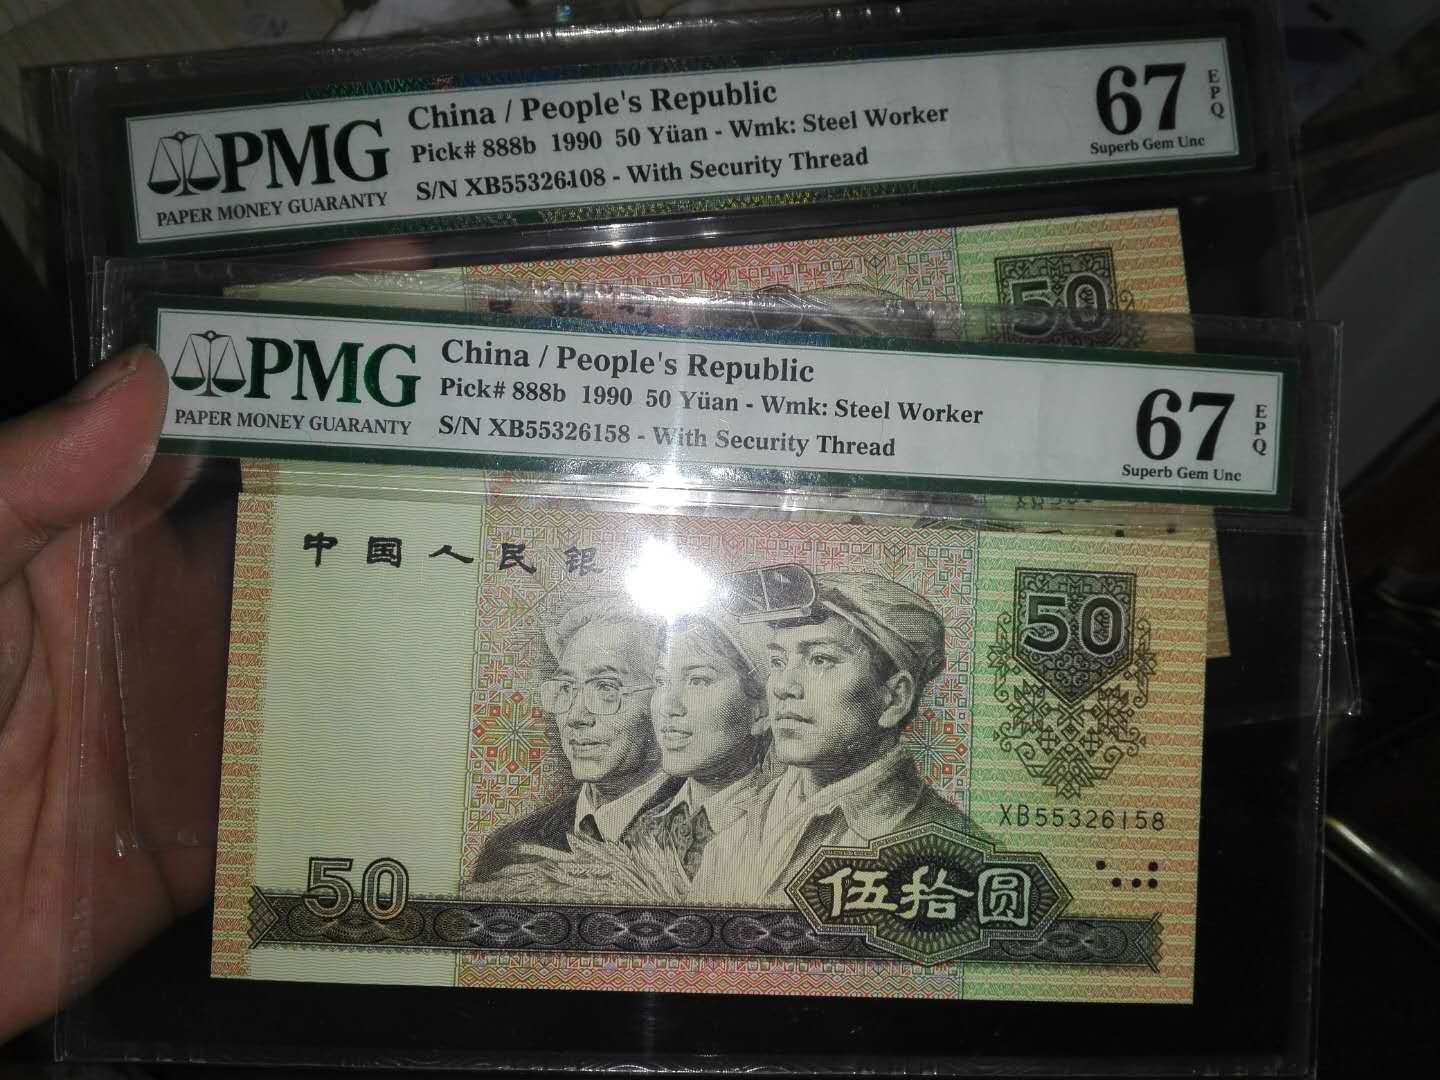 PMG
PAPER MONEY GUARANTY
China / People's Republic
Pick# 888b 1990 50 Yüan - Wmk: Steel Worker
S/N XB55326108 - With Security Thread
67
EPQ
Superb Gem Unc
50
PMG
PAPER MONEY GUARANTY
China / People's Republic
Pick# 888b 1990 50 Yüan - Wmk: Steel Worker
S/N XB55326158 - With Security Thread
67
EPQ
Superb Gem Unc
中国人民银
50
XB55326158
50
伍拾圆